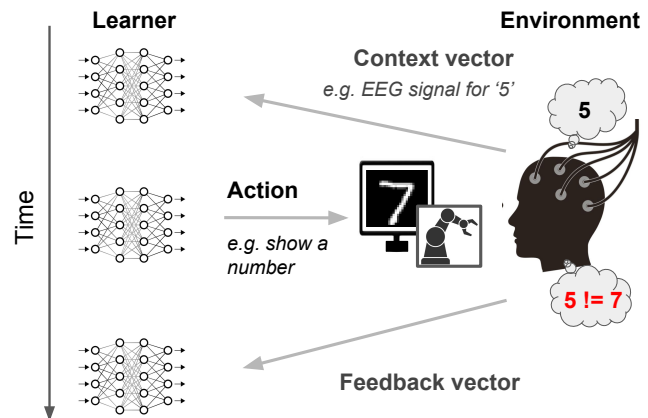 Learner
Environment
Context vector
e.g. EEG signal for ‘5’
5
Time
Action
7
e.g. show a
number
5 != 7
Feedback vector